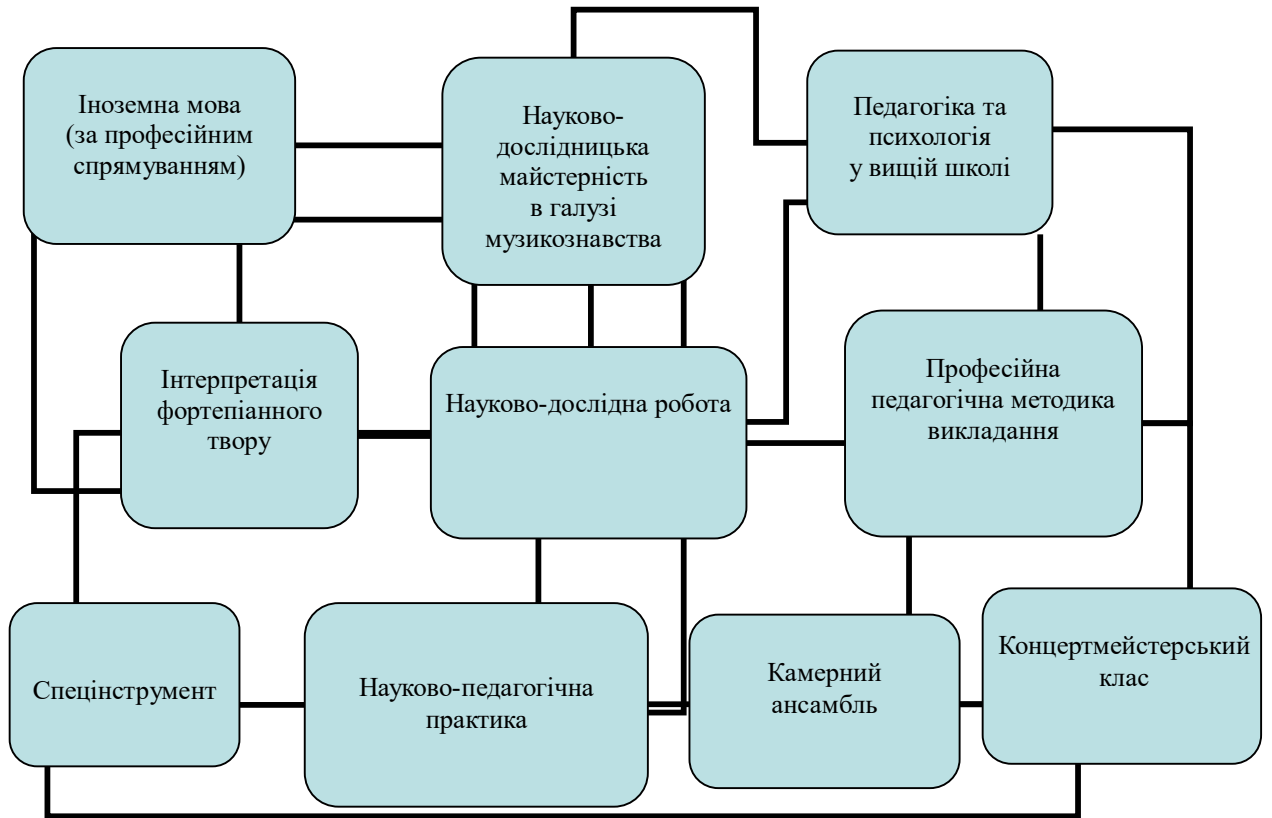 Іноземна мова
(за професійним
спрямуванням)
Науково-
дослідницька
майстерність
в галузі
музикознавства
Педагогіка та
психологія
у вищій школі
Інтерпретація
фортепіанного
твору
Науково-дослідна робота
Професійна
педагогічна методика
викладання
Спецінструмент
Науково-педагогічна
практика
Камерний
ансамбль
Концертмейстерський
клас